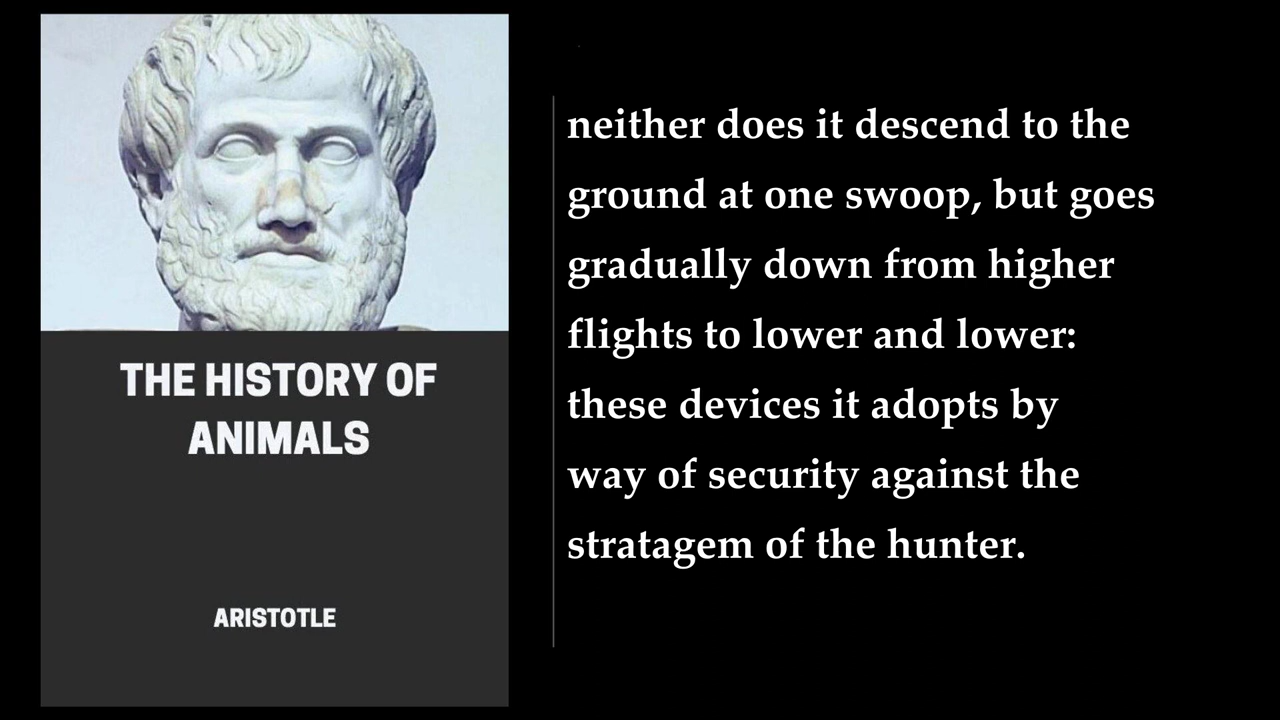 THE HISTORY OF
ANIMALS
ARISTOTLE
neither does it descend to the
ground at one swoop, but goes
gradually down from higher
flights to lower and lower:
these devices it adopts by
way of security against the
stratagem of the hunter.